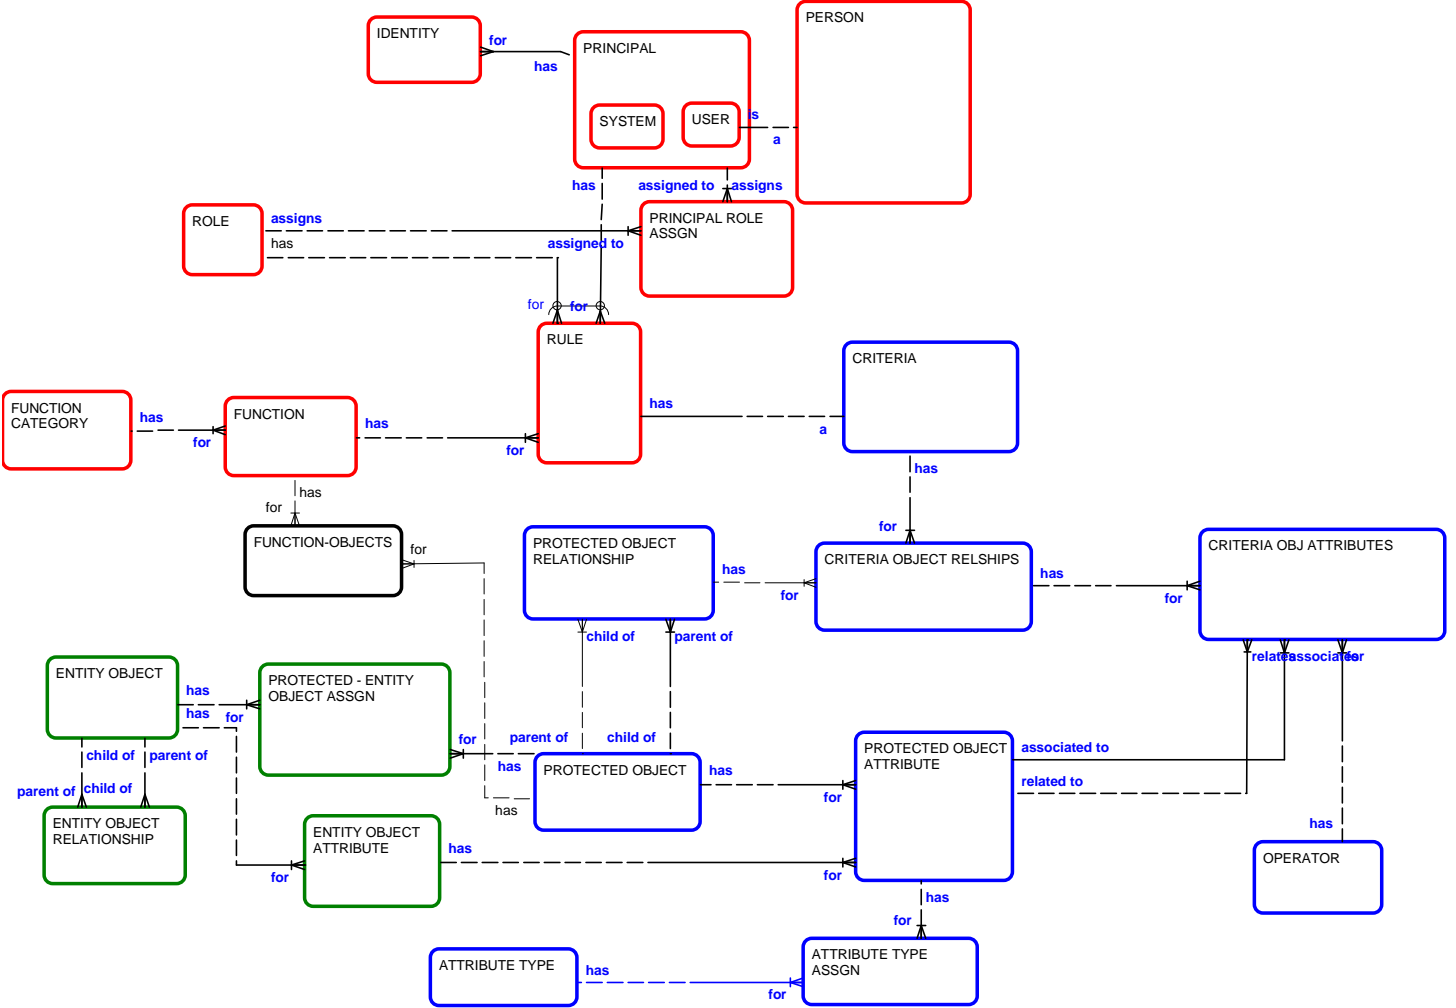 PERSON
IDENTITY
for
has
PRINCIPAL
SYSTEM
USER
is
a
has
assigned to
assigns
ROLE
assigns
has
assigned to
PRINCIPAL ROLE
ASSGN
for
for
RULE
CRITERIA
has
a
FUNCTION
CATEGORY
has
for
FUNCTION
has
for
has
for
FUNCTION-OBJECTS
for
has
for
PROTECTED OBJECT
RELATIONSHIP
has
for
CRITERIA OBJECT RELSHIPS
has
for
CRITERIA OBJ ATTRIBUTES
child of
parent of
relates
associates
for
ENTITY OBJECT
has
has
for
PROTECTED - ENTITY
OBJECT ASSGN
for
has
parent of
child of
PROTECTED OBJECT
has
has
for
PROTECTED OBJECT
ATTRIBUTE
associated to
related to
child of
parent of
parent of
child of
ENTITY OBJECT
RELATIONSHIP
for
ENTITY OBJECT
ATTRIBUTE
has
for
has
OPERATOR
has
for
ATTRIBUTE TYPE
has
for
ATTRIBUTE TYPE
ASSGN